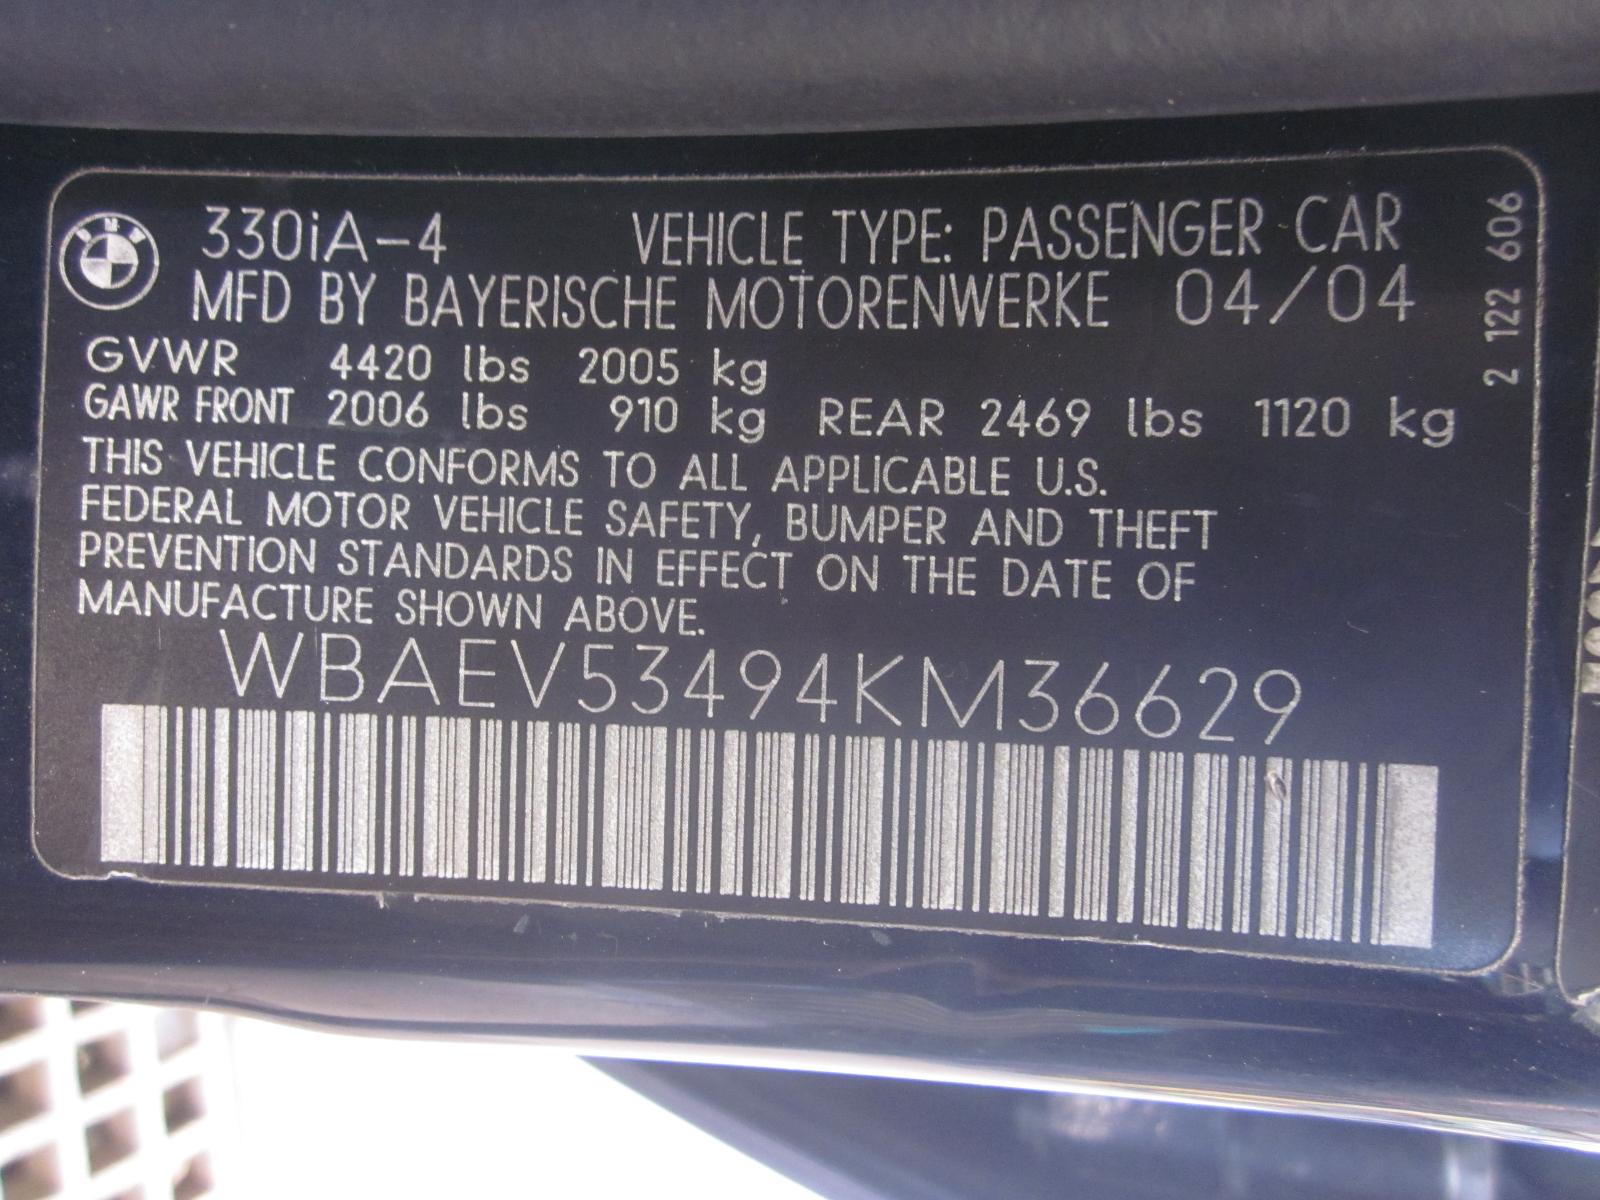 330iA-4 VEHICLE TYPE: PASSENGER CAR
MFD BY BAYERISCHE MOTORENWERKE 04/04
GVWR 4420 lbs 2005 kg
GAWR FRONT 2006 lbs 910 kg REAR 2469 lbs 1120 kg
THIS VEHICLE CONFORMS TO ALL APPLICABLE U.S.
FEDERAL MOTOR VEHICLE SAFETY, BUMPER AND THEFT
PREVENTION STANDARDS IN EFFECT ON THE DATE OF
MANUFACTURE SHOWN ABOVE.
WBAEV53494KM36629
2 122 606